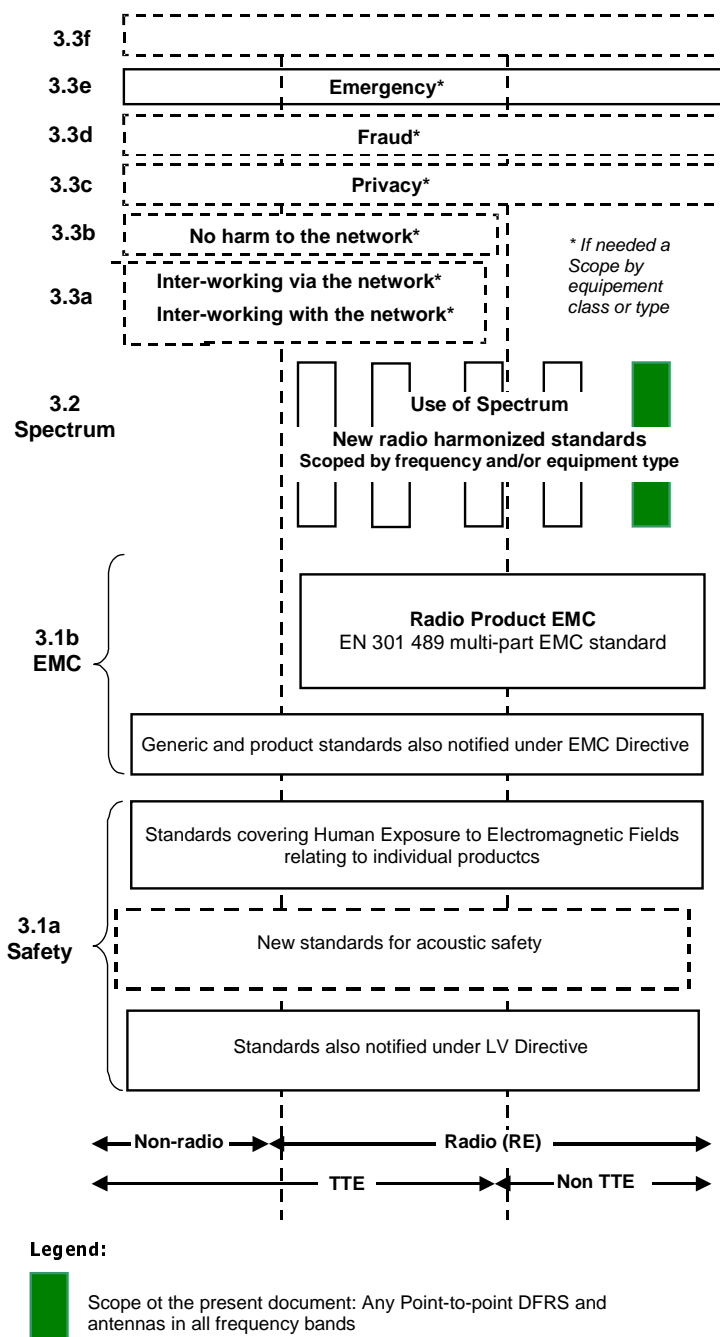 3.3f
3.3e
Emergency*
3.3d
Fraud*
3.3c
Privacy*
3.3b
No harm to the network*
* If needed a
Scope by
equipement
class or type
3.3a
Inter-working via the network*
Inter-working with the network*
3.2
Spectrum
Use of Spectrum
New radio harmonized standards
Scoped by frequency and/or equipment type
3.1b
EMC
Radio Product EMC
EN 301 489 multi-part EMC standard
Generic and product standards also notified under EMC Directive
Standards covering Human Exposure to Electromagnetic Fields
relating to individual productcs
3.1a
Safety
New standards for acoustic safety
Standards also notified under LV Directive
Non-radio
Radio (RE)
TTE
Non TTE
Legend:
Scope ot the present document: Any Point-to-point DFRS and
antennas in all frequency bands